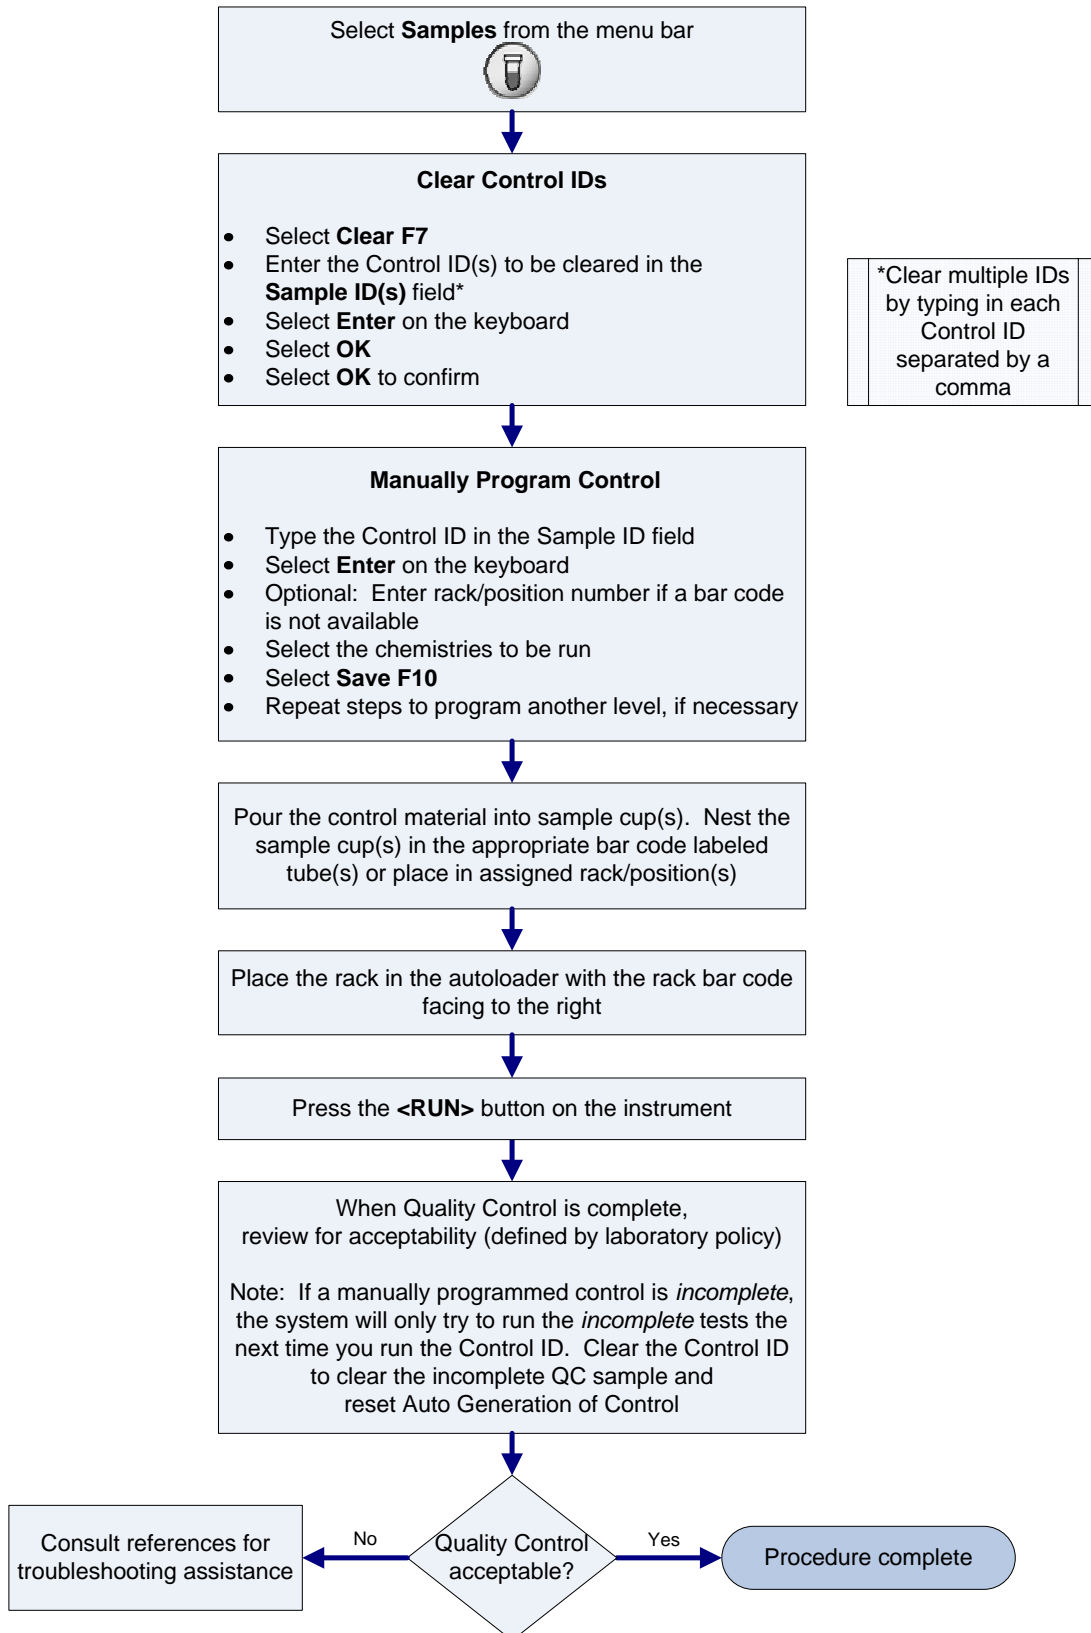 Select Samples from the menu bar
Clear Control IDs
• Select Clear F7
• Enter the Control ID(s) to be cleared in the
Sample ID(s) field*
• Select Enter on the keyboard
• Select OK
• Select OK to confirm
*Clear multiple IDs
by typing in each
Control ID
separated by a
comma
Manually Program Control
• Type the Control ID in the Sample ID field
• Select Enter on the keyboard
• Optional: Enter rack/position number if a bar code
is not available
• Select the chemistries to be run
• Select Save F10
• Repeat steps to program another level, if necessary
Pour the control material into sample cup(s). Nest the
sample cup(s) in the appropriate bar code labeled
tube(s) or place in assigned rack/position(s)
Place the rack in the autoloader with the rack bar code
facing to the right
Press the <RUN> button on the instrument
When Quality Control is complete,
review for acceptability (defined by laboratory policy)
Note: If a manually programmed control is incomplete,
the system will only try to run the incomplete tests the
next time you run the Control ID. Clear the Control ID
to clear the incomplete QC sample and
reset Auto Generation of Control
Consult references for
troubleshooting assistance
No
Quality Control
acceptable?
Yes
Procedure complete